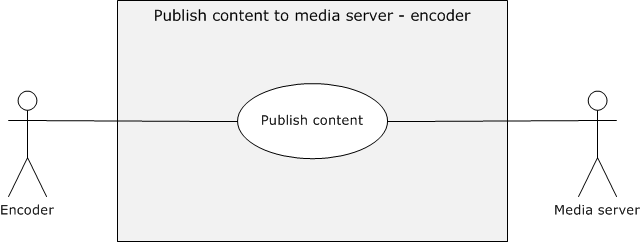 Publish content to media server - encoder
Publish content
Encoder
Media server